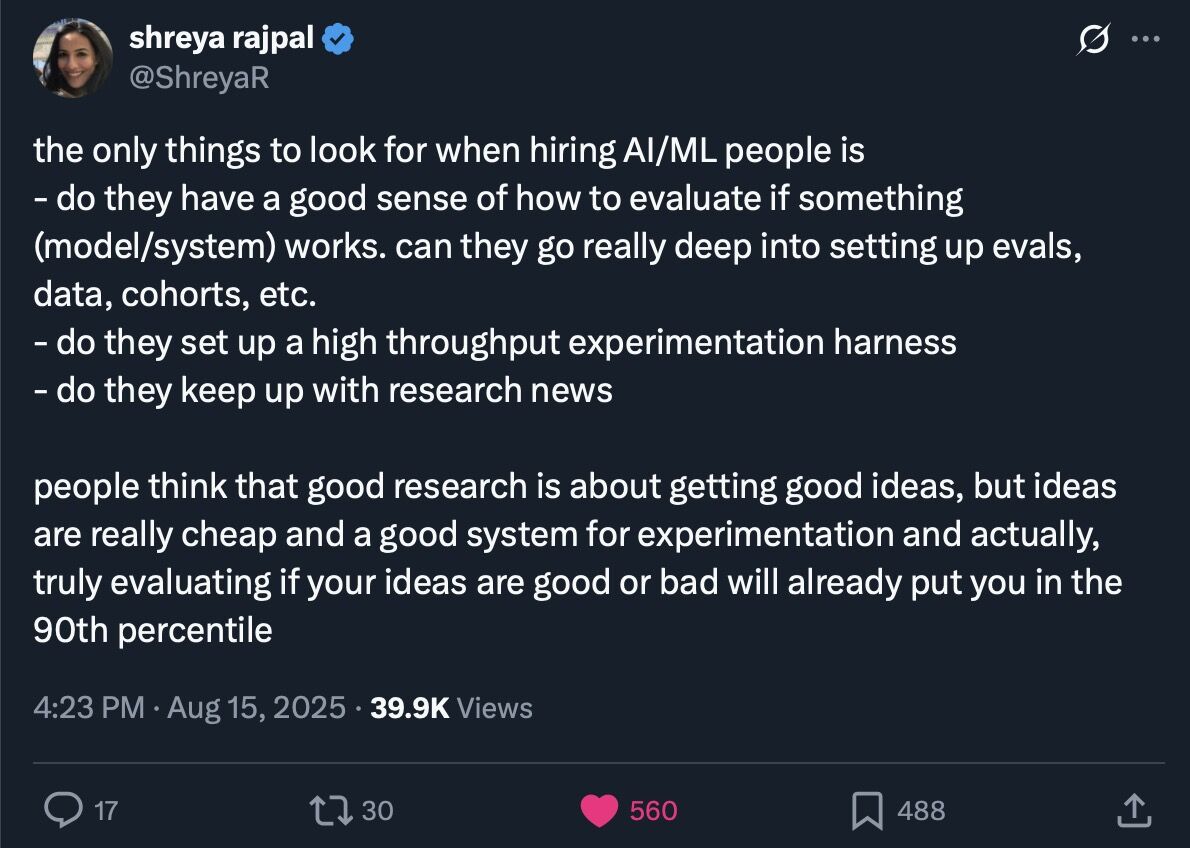 shreya rajpal
@ShreyaR
the only things to look for when hiring AI/ML people is
- do they have a good sense of how to evaluate if something
(model/system) works. can they go really deep into setting up evals,
data, cohorts, etc.
- do they set up a high throughput experimentation harness
- do they keep up with research news
people think that good research is about getting good ideas, but ideas
are really cheap and a good system for experimentation and actually,
truly evaluating if your ideas are good or bad will already put you in the
90th percentile
4:23 PM · Aug 15, 2025 · 39.9K Views
17 30 560 488